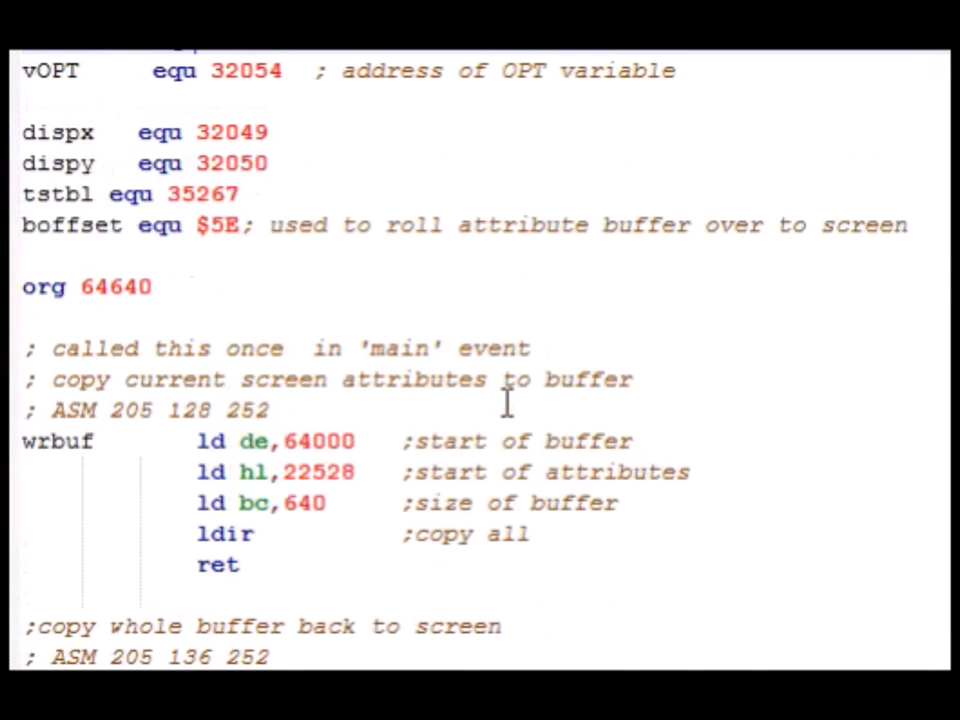 vOPT equ 32054 ; address of OPT variable
dispx equ 32049
dispy equ 32050
tstbl equ 35267
boffset equ $5E; used to roll attribute buffer over to screen
org 64640
; called this once in 'main' event
; copy current screen attributes to buffer
; ASM 205 128 252
wrbuf ld de,64000 ;start of buffer
ld hl,22528 ;start of attributes
ld bc,640 ;size of buffer
ldir ;copy all
ret
;copy whole buffer back to screen
; ASM 205 136 252